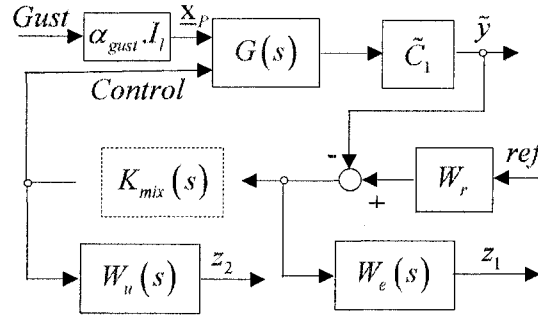 Gust
α_gust.I_l
x_P
G(s)
C̃_1
ỹ
Control
-
K_mix(s)
+
W_r
ref
W_u(s)
z_2
W_e(s)
z_1